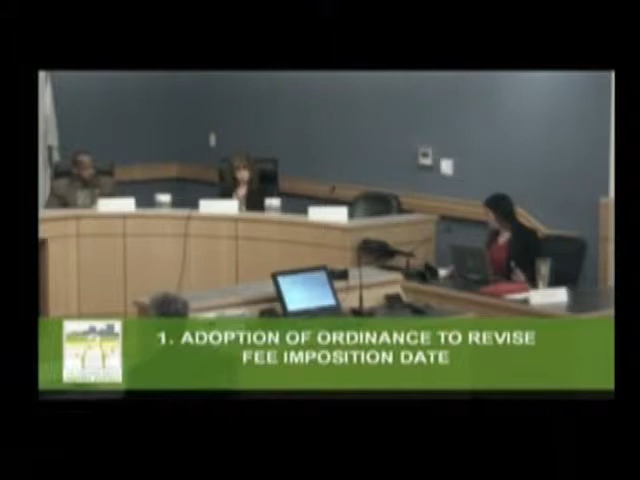 1. ADOPTION OF ORDINANCE TO REVISE
FEE IMPOSITION DATE